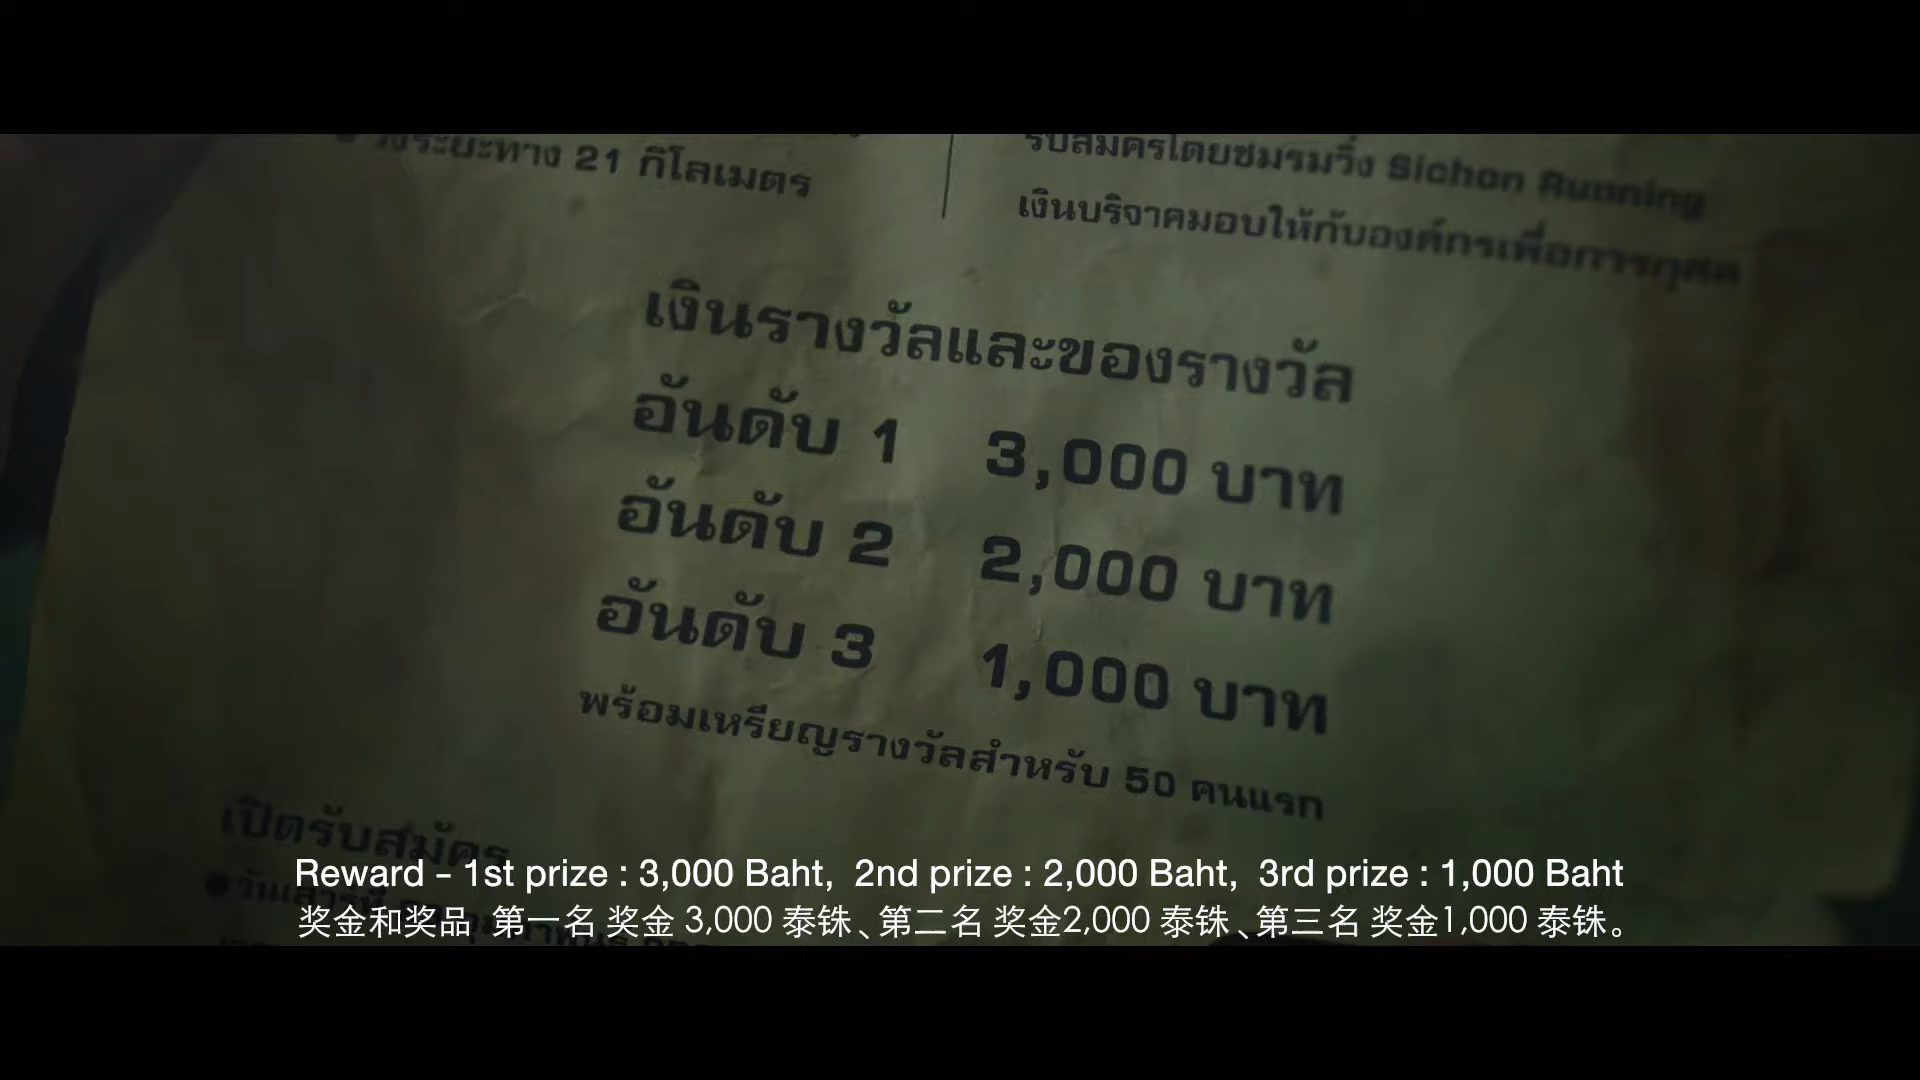 วิ่งระยะทาง 21 กิโลเมตร
รับสมัครโดยชมรมวิ่ง Sichon Running
เงินบริจาคมอบให้กับองค์กรเพื่อการกุศล
เงินรางวัลและของรางวัล
อันดับ 1 3,000 บาท
อันดับ 2 2,000 บาท
อันดับ 3 1,000 บาท
พร้อมเหรียญรางวัลสำหรับ 50 คนแรก
เปิดรับสมัคร
Reward - 1st prize : 3,000 Baht, 2nd prize : 2,000 Baht, 3rd prize : 1,000 Baht
奖金和奖品 第一名 奖金 3,000 泰铢、第二名 奖金2,000 泰铢、第三名 奖金1,000 泰铢。